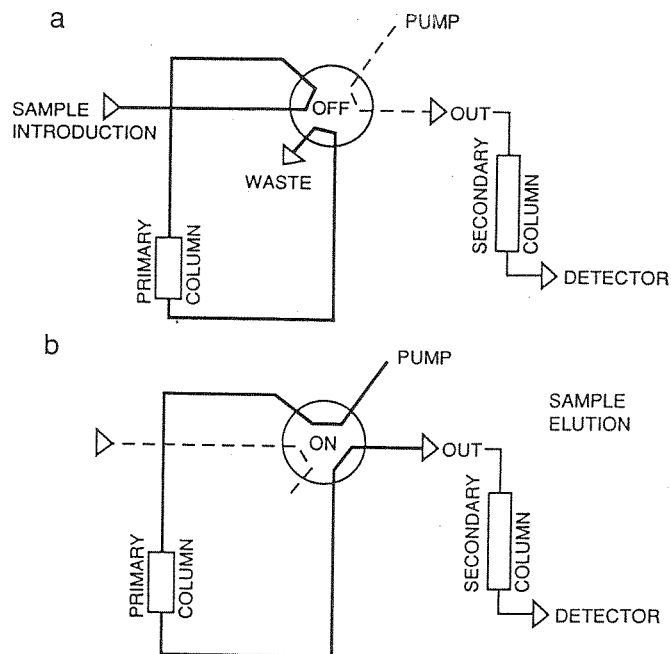 a
PUMP
OFF
SAMPLE
INTRODUCTION
OUT
WASTE
PRIMARY
COLUMN
SECONDARY
COLUMN
DETECTOR
b
PUMP
SAMPLE
ELUTION
ON
OUT
PRIMARY
COLUMN
SECONDARY
COLUMN
DETECTOR